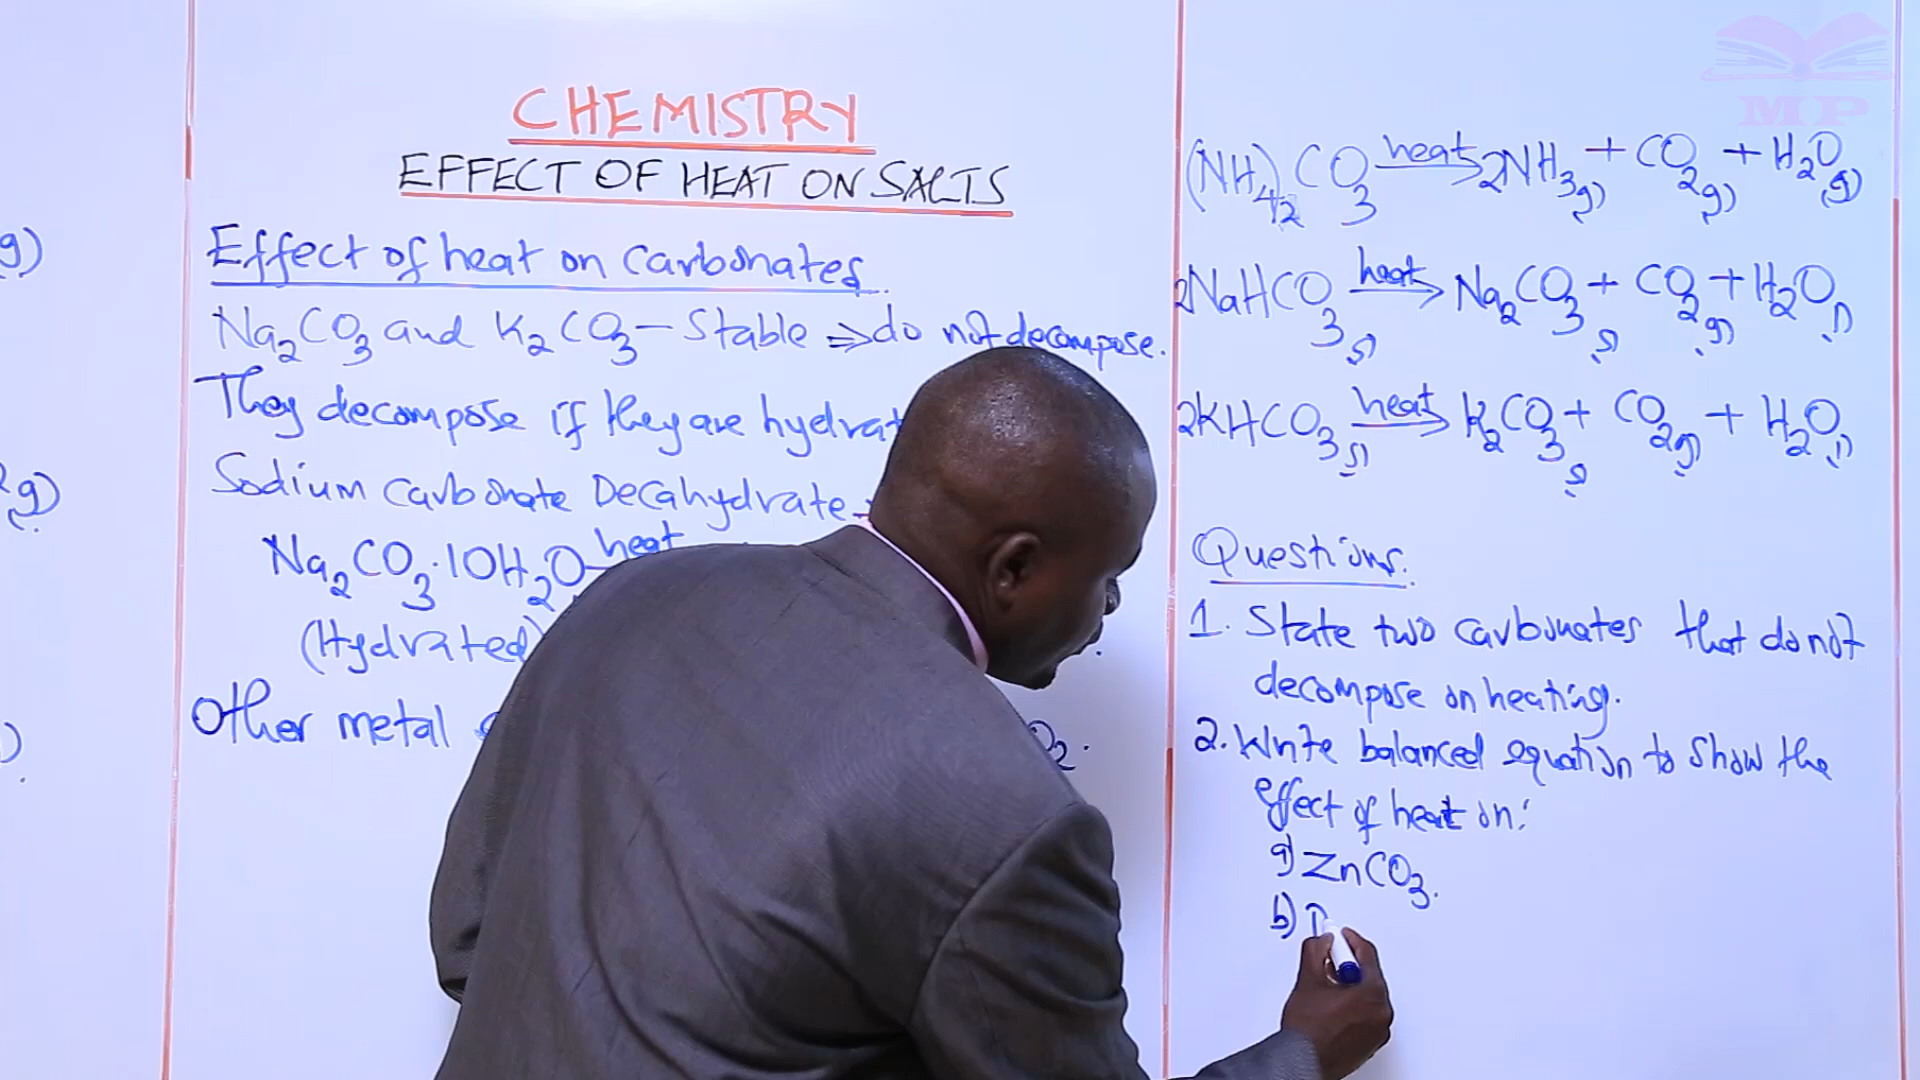 CHEMISTRY
EFFECT OF HEAT ON SALTS
g)
Effect of heat on carbonates.
Na₂CO₃ and K₂CO₃ — Stable ⇒ do not decompose.
They decompose if they are hydrat
2g)
Sodium Carbonate Decahydrate
Na₂CO₃·10H₂O heat
(Hydrated)
Other metal
O₂.
MP
(NH₄)₂CO₃ heat→ 2NH₃(g) + CO₂(g) + H₂O(g)
2NaHCO₃(s) heat→ Na₂CO₃(s) + CO₂(g) + H₂O(l)
2KHCO₃(s) heat→ K₂CO₃(s) + CO₂(g) + H₂O(l)
Questions.
1. State two carbonates that do not
decompose on heating.
2. Write balanced equation to show the
effect of heat on:
a) ZnCO₃.
b)